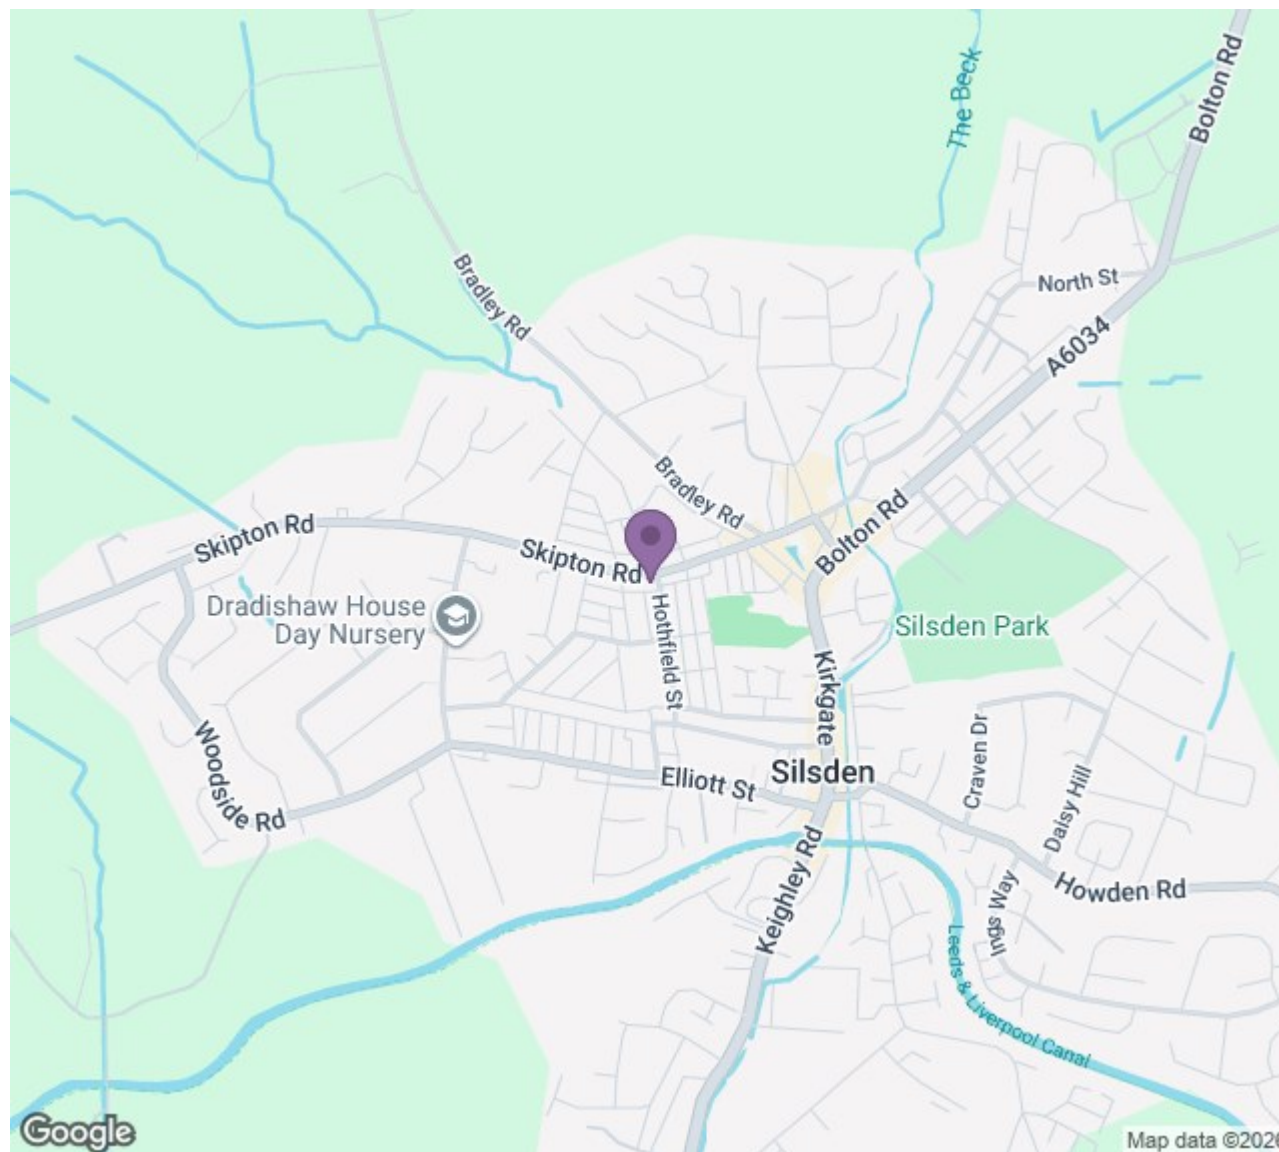 The Beck
Bolton Rd
North St
Bradley Rd
A6034
Bradley Rd
Bolton Rd
Skipton Rd
Skipton Rd
Dradishaw House
Day Nursery
Hothfield St
Silsden Park
Kirkgate
Woodside Rd
Elliott St
Silsden
Craven Dr
Daisy Hill
Keighley Rd
Ings Way
Howden Rd
Leeds & Liverpool Canal
Google
Map data ©2026